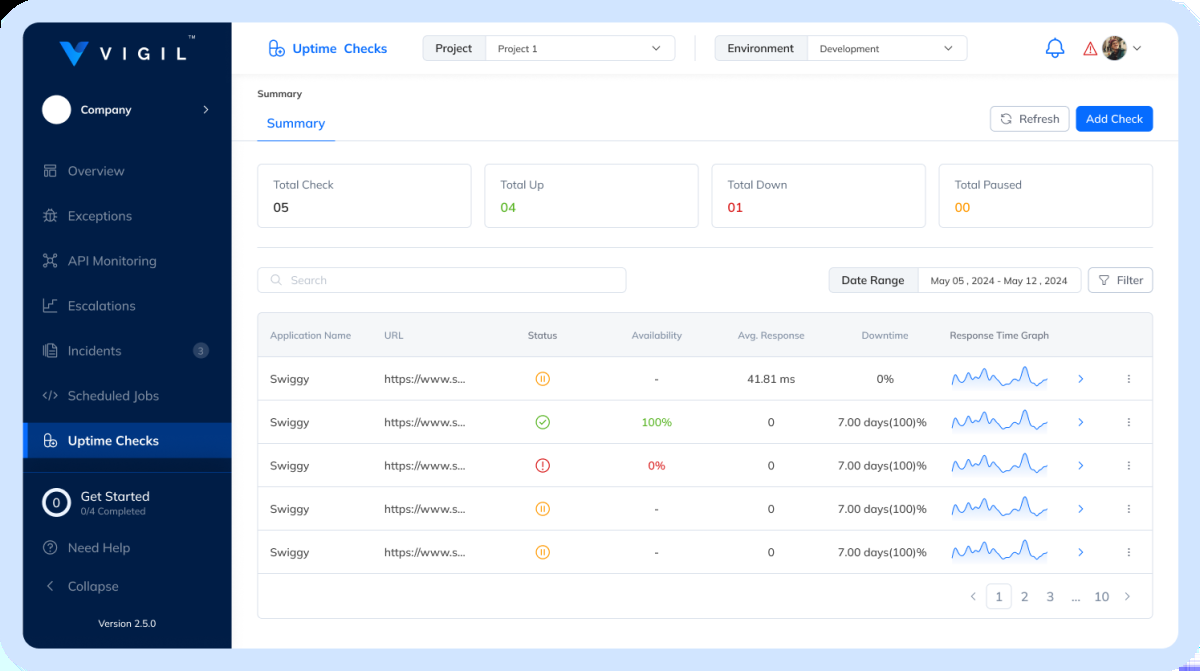 VIGIL™
Company
Overview
Exceptions
API Monitoring
Escalations
Incidents 3
Scheduled Jobs
Uptime Checks
0 Get Started
0/4 Completed
Need Help
Collapse
Version 2.5.0
Uptime Checks Project Project 1 Environment Development
Summary
Summary Refresh Add Check
Total Check Total Up Total Down Total Paused
05 04 01 00
Search Date Range May 05 , 2024 - May 12 , 2024 Filter
Application Name URL Status Availability Avg. Response Downtime Response Time Graph
Swiggy https://www.s... - 41.81 ms 0%
Swiggy https://www.s... 100% 0 7.00 days(100)%
Swiggy https://www.s... 0% 0 7.00 days(100)%
Swiggy https://www.s... - 0 7.00 days(100)%
Swiggy https://www.s... - 0 7.00 days(100)%
1 2 3 ... 10